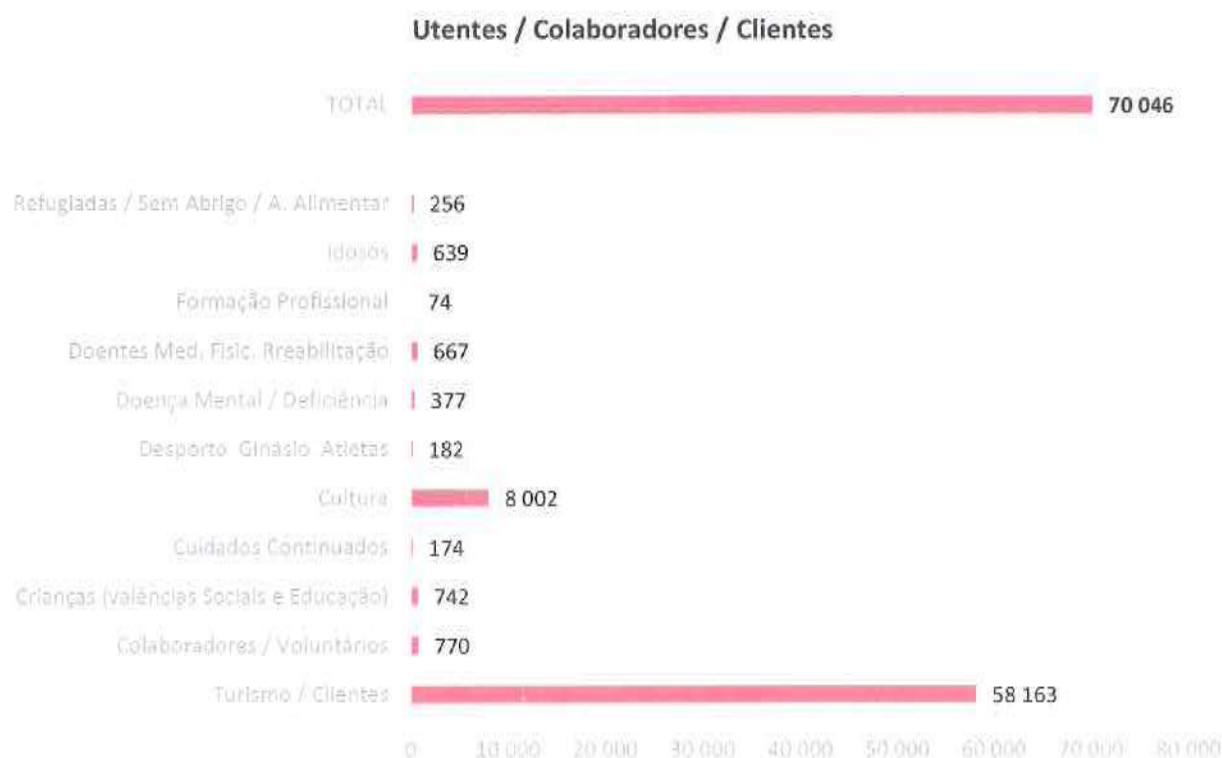 Utentes / Colaboradores / Clientes
TOTAL 70 046
Refugiadas / Sem Abrigo / A. Alimentar 256
Idosos 639
Formação Profissional 74
Doentes Med. Fisic. Rreabilitação 667
Doença Mental / Deficiência 377
Desporto Ginásio Atletas 182
Cultura 8 002
Cuidados Continuados 174
Crianças (Valências Sociais e Educação) 742
Colaboradores / Voluntários 770
Turismo / Clientes 58 163
0 10 000 20 000 30 000 40 000 50 000 60 000 70 000 80 000